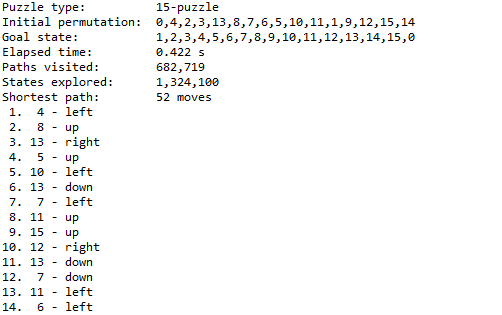 Puzzle type: 15-puzzle
Initial permutation: 0,4,2,3,13,8,7,6,5,10,11,1,9,12,15,14
Goal state: 1,2,3,4,5,6,7,8,9,10,11,12,13,14,15,0
Elapsed time: 0.422 s
Paths visited: 682,719
States explored: 1,324,100
Shortest path: 52 moves
1. 4 - left
2. 8 - up
3. 13 - right
4. 5 - up
5. 10 - left
6. 13 - down
7. 7 - left
8. 11 - up
9. 15 - up
10. 12 - right
11. 13 - down
12. 7 - down
13. 11 - left
14. 6 - left